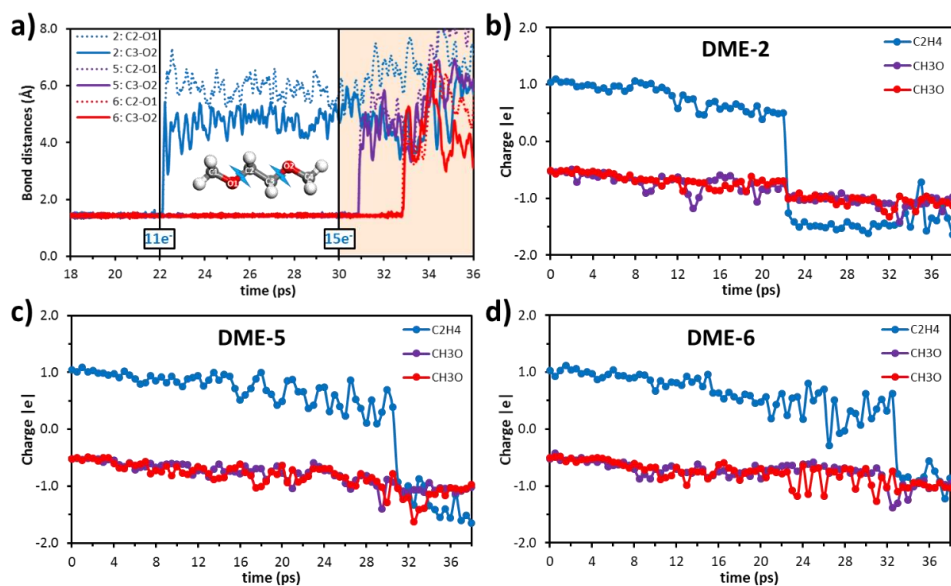 a)
8.0
6.0
4.0
2.0
0.0
Bond distances (Å)
2: C2-O1
2: C3-O2
5: C2-O1
5: C3-O2
6: C2-O1
6: C3-O2
O1
O2
11e⁻
15e⁻
18 20 22 24 26 28 30 32 34 36
time (ps)
b)
DME-2
C2H4
CH3O
CH3O
2.0
1.0
0.0
-1.0
-2.0
Charge |e|
0 4 8 12 16 20 24 28 32 36
time (ps)
c)
DME-5
C2H4
CH3O
CH3O
2.0
1.0
0.0
-1.0
-2.0
Charge |e|
0 4 8 12 16 20 24 28 32 36
time (ps)
d)
DME-6
C2H4
CH3O
CH3O
2.0
1.0
0.0
-1.0
-2.0
Charge |e|
0 4 8 12 16 20 24 28 32 36
time (ps)